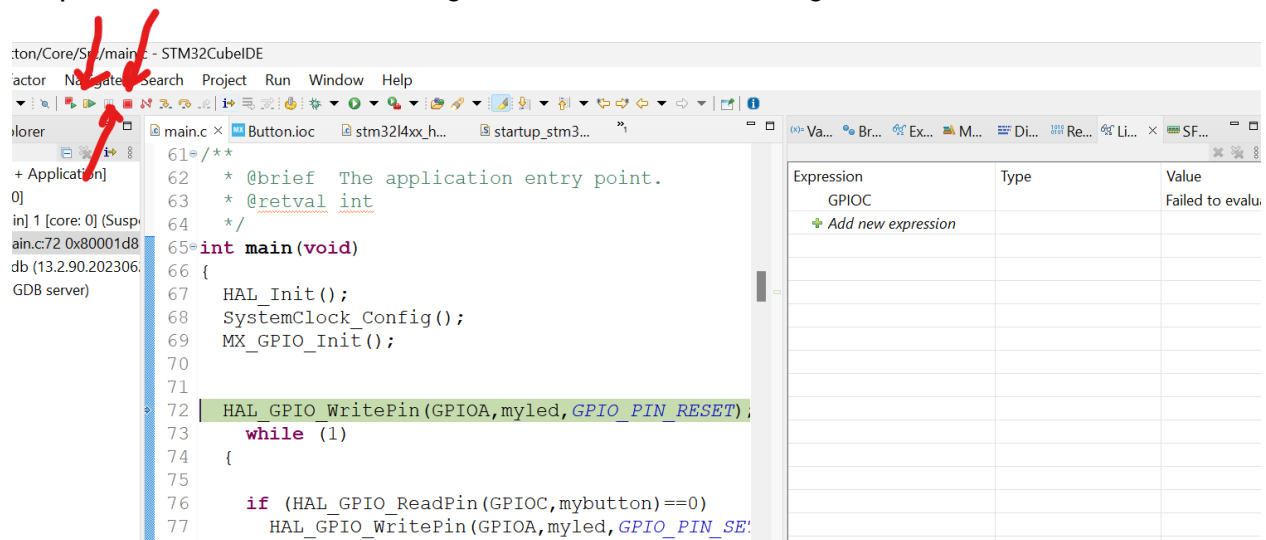 tton/Core/Src/main.c - STM32CubeIDE
factor Navigate Search Project Run Window Help
plorer
main.c
Button.ioc
stm32l4xx_h...
startup_stm3...
»1
Va...
Br...
Ex...
M...
Di...
Re...
Li...
SF...
+ Application]
0]
in] 1 [core: 0] (Susp
ain.c:72 0x80001d8
db (13.2.90.202306
GDB server)
61 /**
62 * @brief The application entry point.
63 * @retval int
64 */
65 int main(void)
66 {
67 HAL_Init();
68 SystemClock_Config();
69 MX_GPIO_Init();
70
71
72 HAL_GPIO_WritePin(GPIOA,myled,GPIO_PIN_RESET);
73 while (1)
74 {
75
76 if (HAL_GPIO_ReadPin(GPIOC,mybutton)==0)
77 HAL_GPIO_WritePin(GPIOA,myled,GPIO_PIN_SE
Expression Type Value
GPIOC Failed to evalua
Add new expression